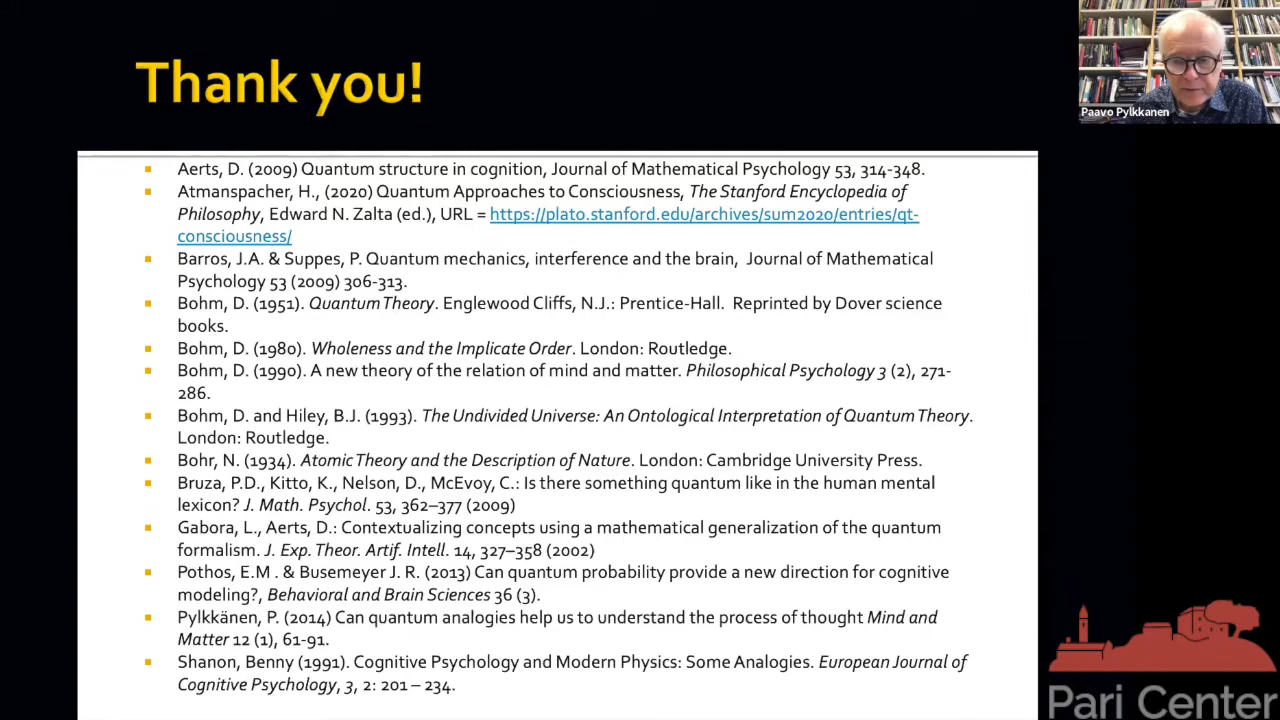 Thank you!
Paavo Pylkkanen
Aerts, D. (2009) Quantum structure in cognition, Journal of Mathematical Psychology 53, 314-348.
Atmanspacher, H., (2020) Quantum Approaches to Consciousness, The Stanford Encyclopedia of
Philosophy, Edward N. Zalta (ed.), URL = https://plato.stanford.edu/archives/sum2020/entries/qt-
consciousness/
Barros, J.A. & Suppes, P. Quantum mechanics, interference and the brain, Journal of Mathematical
Psychology 53 (2009) 306-313.
Bohm, D. (1951). Quantum Theory. Englewood Cliffs, N.J.: Prentice-Hall. Reprinted by Dover science
books.
Bohm, D. (1980). Wholeness and the Implicate Order. London: Routledge.
Bohm, D. (1990). A new theory of the relation of mind and matter. Philosophical Psychology 3 (2), 271-
286.
Bohm, D. and Hiley, B.J. (1993). The Undivided Universe: An Ontological Interpretation of Quantum Theory.
London: Routledge.
Bohr, N. (1934). Atomic Theory and the Description of Nature. London: Cambridge University Press.
Bruza, P.D., Kitto, K., Nelson, D., McEvoy, C.: Is there something quantum like in the human mental
lexicon? J. Math. Psychol. 53, 362–377 (2009)
Gabora, L., Aerts, D.: Contextualizing concepts using a mathematical generalization of the quantum
formalism. J. Exp. Theor. Artif. Intell. 14, 327–358 (2002)
Pothos, E.M . & Busemeyer J. R. (2013) Can quantum probability provide a new direction for cognitive
modeling?, Behavioral and Brain Sciences 36 (3).
Pylkkänen, P. (2014) Can quantum analogies help us to understand the process of thought Mind and
Matter 12 (1), 61-91.
Shanon, Benny (1991). Cognitive Psychology and Modern Physics: Some Analogies. European Journal of
Cognitive Psychology, 3, 2: 201 – 234.
Pari Center